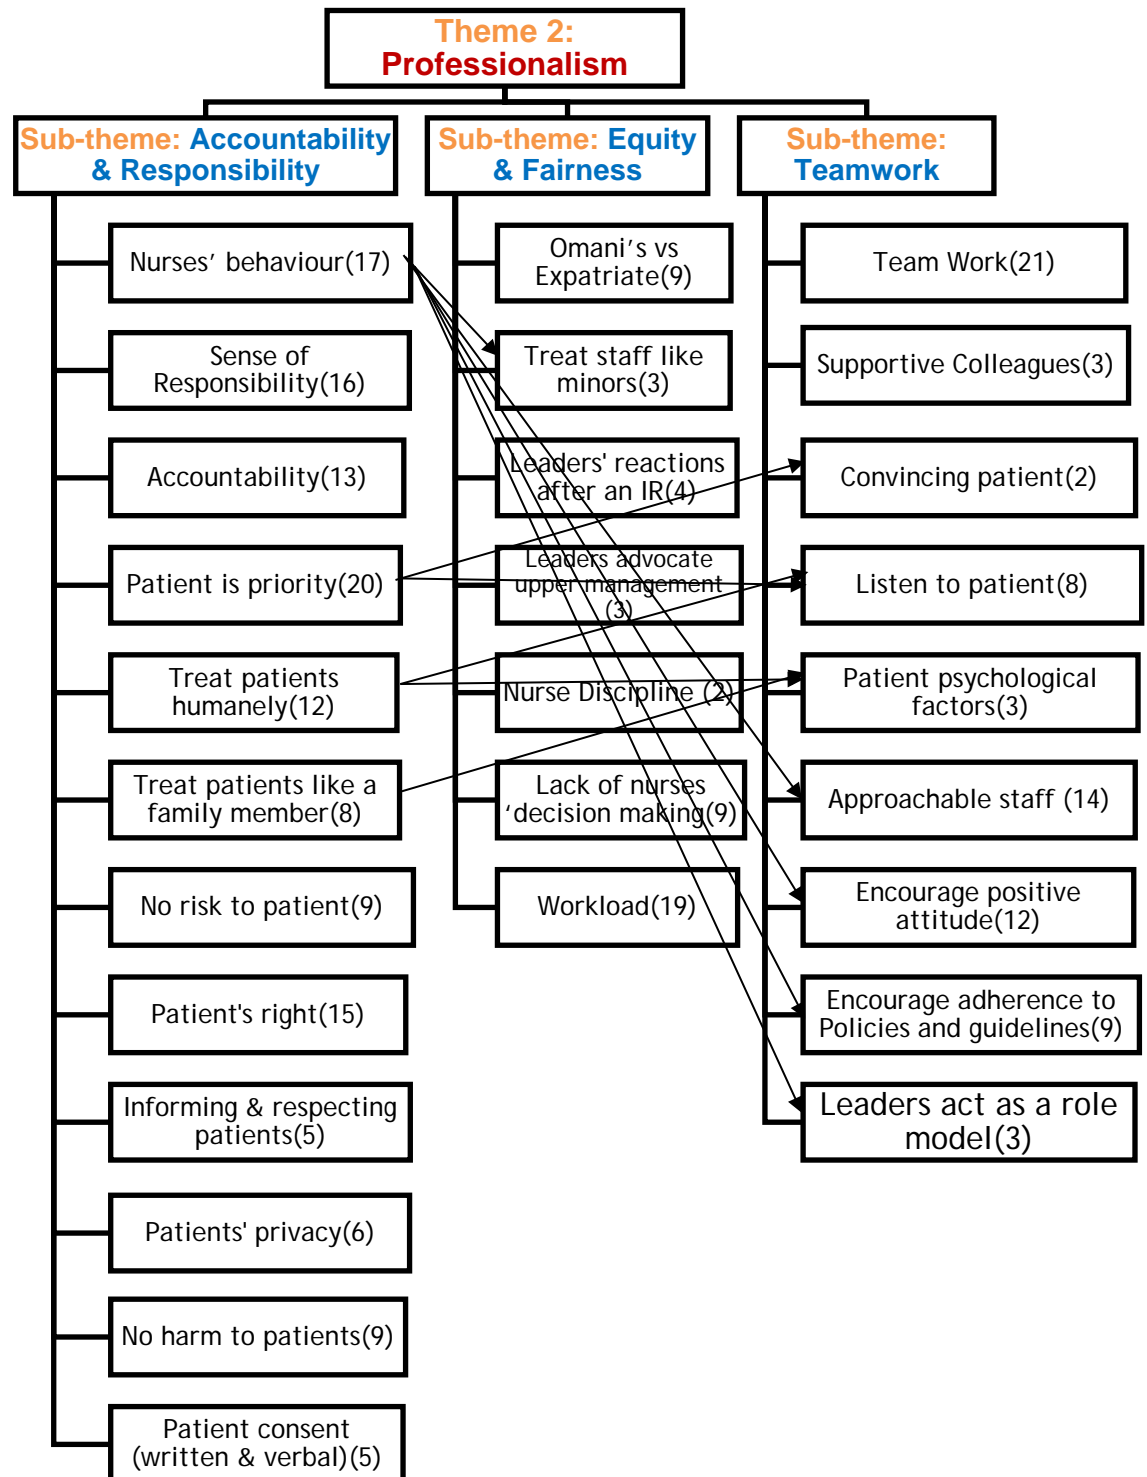 Theme 2:
Professionalism
Sub-theme: Accountability
& Responsibility
Nurses’ behaviour(17)
Sense of
Responsibility(16)
Accountability(13)
Patient is priority(20)
Treat patients
humanely(12)
Treat patients like a
family member(8)
No risk to patient(9)
Patient's right(15)
Informing & respecting
patients(5)
Patients' privacy(6)
No harm to patients(9)
Patient consent
(written & verbal)(5)
Sub-theme: Equity
& Fairness
Omani’s vs
Expatriate(9)
Treat staff like
minors(3)
Leaders' reactions
after an IR(4)
Leaders advocate
upper management
(3)
Nurse Discipline (2)
Lack of nurses
‘decision making(9)
Workload(19)
Sub-theme:
Teamwork
Team Work(21)
Supportive Colleagues(3)
Convincing patient(2)
Listen to patient(8)
Patient psychological
factors(3)
Approachable staff (14)
Encourage positive
attitude(12)
Encourage adherence to
Policies and guidelines(9)
Leaders act as a role
model(3)